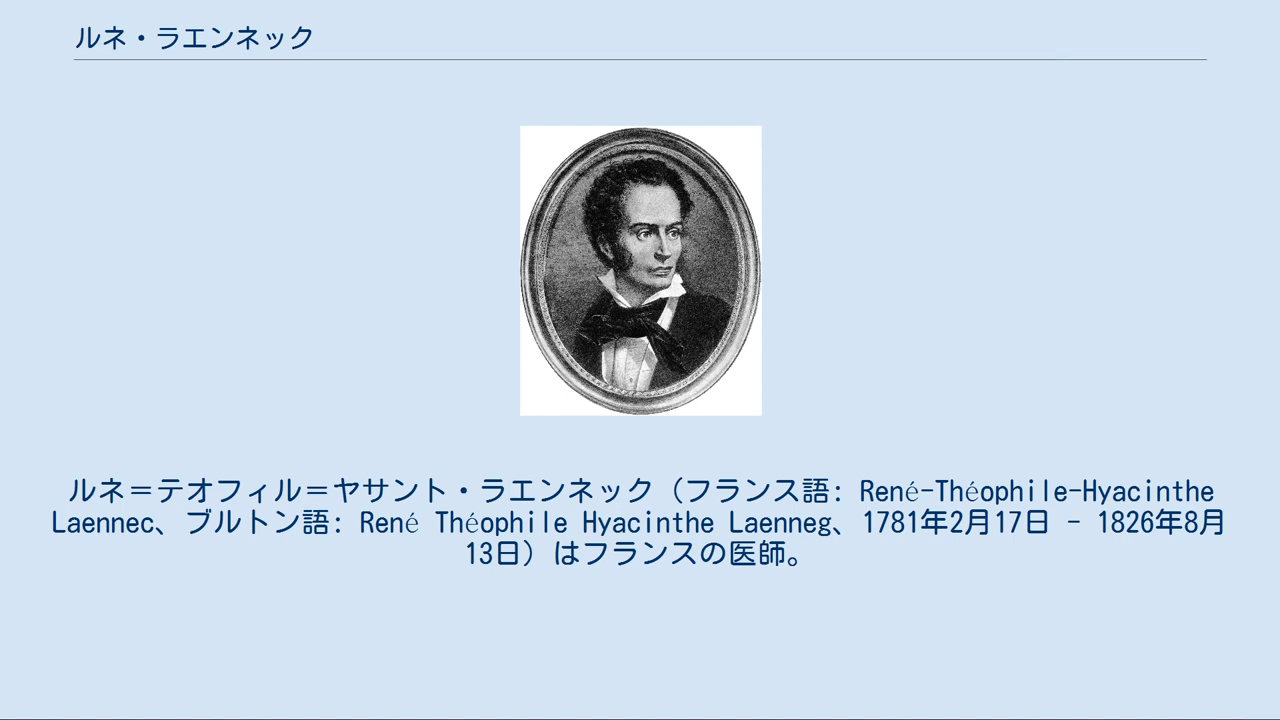 ルネ・ラエンネック
ルネ＝テオフィル＝ヤサント・ラエンネック（フランス語: René-Théophile-Hyacinthe
Laennec、ブルトン語: René Théophile Hyacinthe Laenneg、1781年2月17日 - 1826年8月
13日）はフランスの医師。